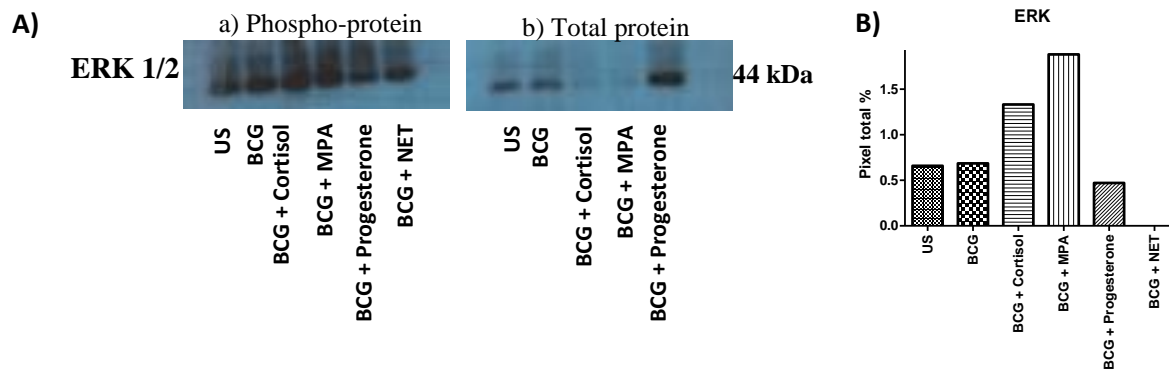 A)
a) Phospho-protein
b) Total protein
ERK 1/2
44 kDa
US
BCG
BCG + Cortisol
BCG + MPA
BCG + Progesterone
BCG + NET
US
BCG
BCG + Cortisol
BCG + MPA
BCG + Progesterone
B)
ERK
Pixel total %
1.5
1.0
0.5
0.0
US
BCG
BCG + Cortisol
BCG + MPA
BCG + Progesterone
BCG + NET